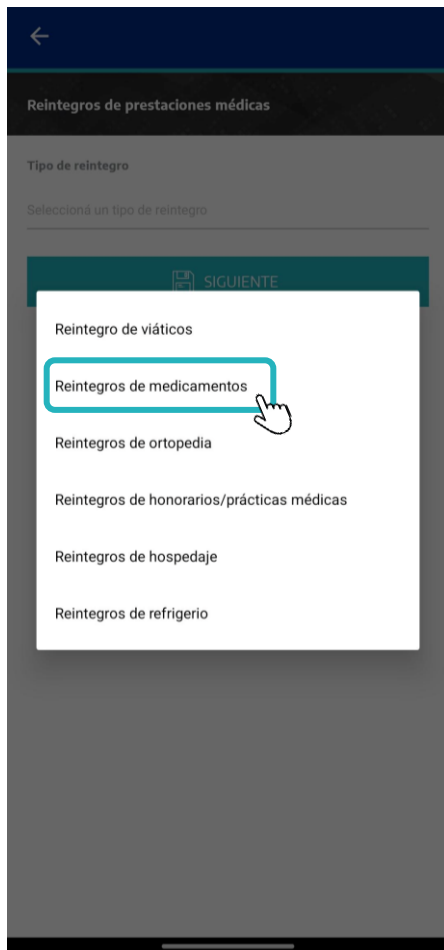 Reintegros de prestaciones médicas
Tipo de reintegro
Seleccioná un tipo de reintegro
SIGUIENTE
Reintegro de viáticos
Reintegros de medicamentos
Reintegros de ortopedia
Reintegros de honorarios/prácticas médicas
Reintegros de hospedaje
Reintegros de refrigerio